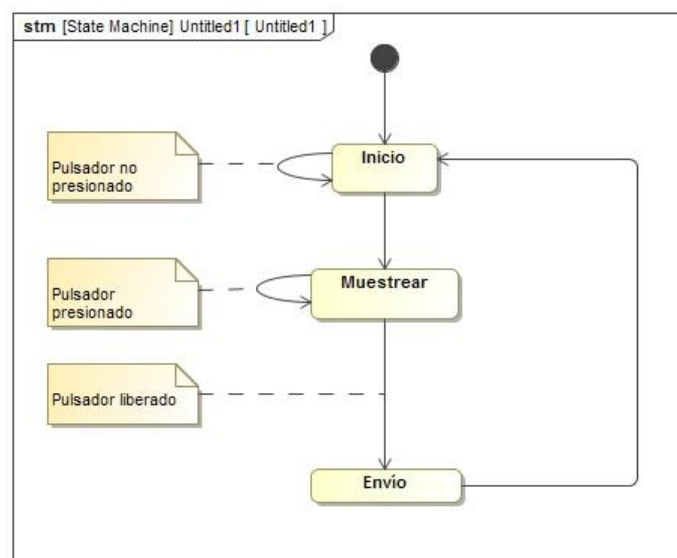 stm [State Machine] Untitled1 [ Untitled1 ]
Inicio
Pulsador no
presionado
Muestrear
Pulsador
presionado
Pulsador liberado
Envío